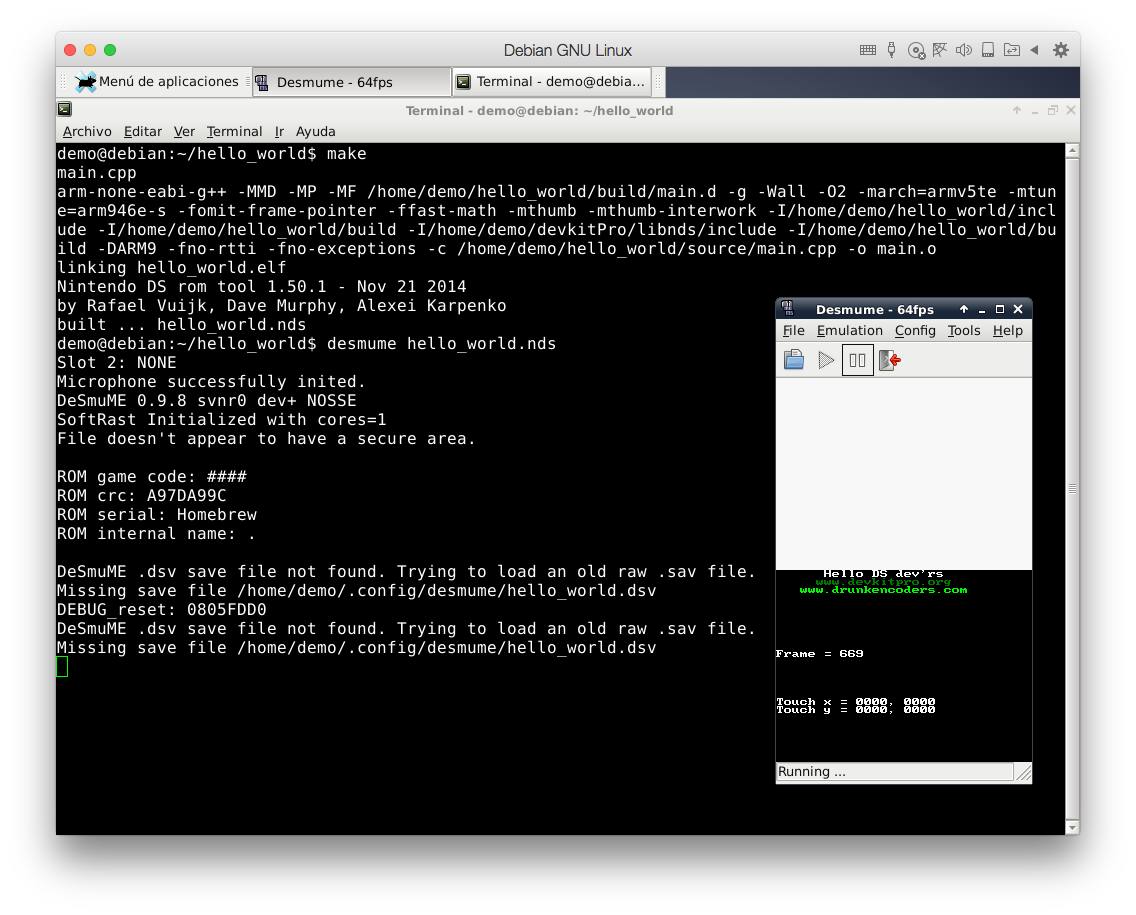 Debian GNU Linux
Menú de aplicaciones
Desmume - 64fps
Terminal - demo@debia...
Terminal - demo@debian: ~/hello_world
Archivo Editar Ver Terminal Ir Ayuda
demo@debian:~/hello_world$ make
main.cpp
arm-none-eabi-g++ -MMD -MP -MF /home/demo/hello_world/build/main.d -g -Wall -O2 -march=armv5te -mtun
e=arm946e-s -fomit-frame-pointer -ffast-math -mthumb -mthumb-interwork -I/home/demo/hello_world/incl
ude -I/home/demo/hello_world/build -I/home/demo/devkitPro/libnds/include -I/home/demo/hello_world/bu
ild -DARM9 -fno-rtti -fno-exceptions -c /home/demo/hello_world/source/main.cpp -o main.o
linking hello_world.elf
Nintendo DS rom tool 1.50.1 - Nov 21 2014
by Rafael Vuijk, Dave Murphy, Alexei Karpenko
built ... hello_world.nds
demo@debian:~/hello_world$ desmume hello_world.nds
Slot 2: NONE
Microphone successfully inited.
DeSmuME 0.9.8 svnr0 dev+ NOSSE
SoftRast Initialized with cores=1
File doesn't appear to have a secure area.
ROM game code: ####
ROM crc: A97DA99C
ROM serial: Homebrew
ROM internal name: .
DeSmuME .dsv save file not found. Trying to load an old raw .sav file.
Missing save file /home/demo/.config/desmume/hello_world.dsv
DEBUG_reset: 0805FDD0
DeSmuME .dsv save file not found. Trying to load an old raw .sav file.
Missing save file /home/demo/.config/desmume/hello_world.dsv
Desmume - 64fps
File Emulation Config Tools Help
Hello DS dev'rs
www.devkitpro.org
www.drunkencoders.com
Frame = 669
Touch x = 0000, 0000
Touch y = 0000, 0000
Running ...